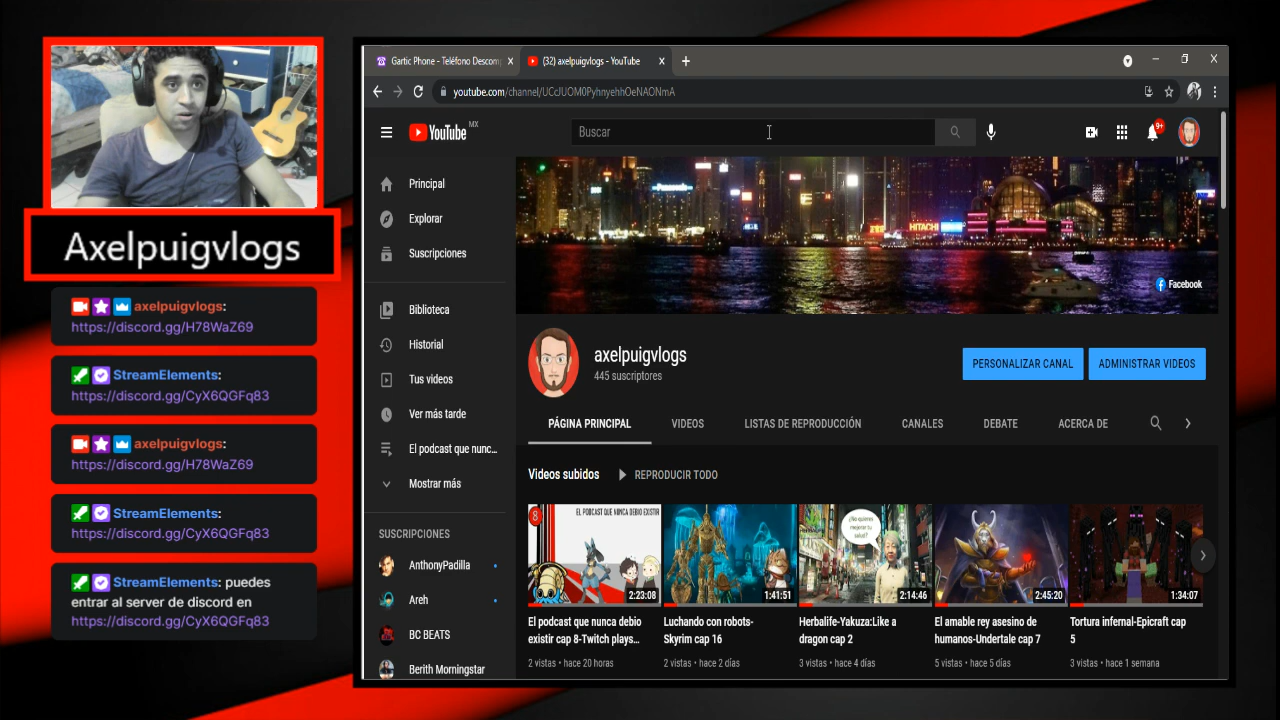 Axelpuigvlogs
axelpuigvlogs:
https://discord.gg/H78WaZ69
StreamElements:
https://discord.gg/CyX6QGFq83
axelpuigvlogs:
https://discord.gg/H78WaZ69
StreamElements:
https://discord.gg/CyX6QGFq83
StreamElements: puedes
entrar al server de discord en
https://discord.gg/CyX6QGFq83
Gartic Phone - Teléfono Descom
(32) axelpuigvlogs - YouTube
youtube.com/channel/UCcJUOM0PyhnyehhOeNAONmA
YouTube MX
Buscar
9+
Principal
Explorar
Suscripciones
Biblioteca
Historial
Tus videos
Ver más tarde
El podcast que nunc...
Mostrar más
SUSCRIPCIONES
AnthonyPadilla
Areh
BC BEATS
Berith Morningstar
Panasonic
HITACHI
Facebook
axelpuigvlogs
445 suscriptores
PERSONALIZAR CANAL
ADMINISTRAR VIDEOS
PÁGINA PRINCIPAL
VIDEOS
LISTAS DE REPRODUCCIÓN
CANALES
DEBATE
ACERCA DE
Videos subidos
REPRODUCIR TODO
8
EL PODCAST QUE NUNCA DEBIO EXISTIR
2:23:08
El podcast que nunca debio
existir cap 8-Twitch plays...
2 vistas • hace 20 horas
1:41:51
Luchando con robots-
Skyrim cap 16
2 vistas • hace 2 días
¿No quieres
mejorar tu
salud?
2:14:46
Herbalife-Yakuza:Like a
dragon cap 2
3 vistas • hace 4 días
2:45:20
El amable rey asesino de
humanos-Undertale cap 7
5 vistas • hace 5 días
1:34:07
Tortura infernal-Epicraft cap
5
3 vistas • hace 1 semana